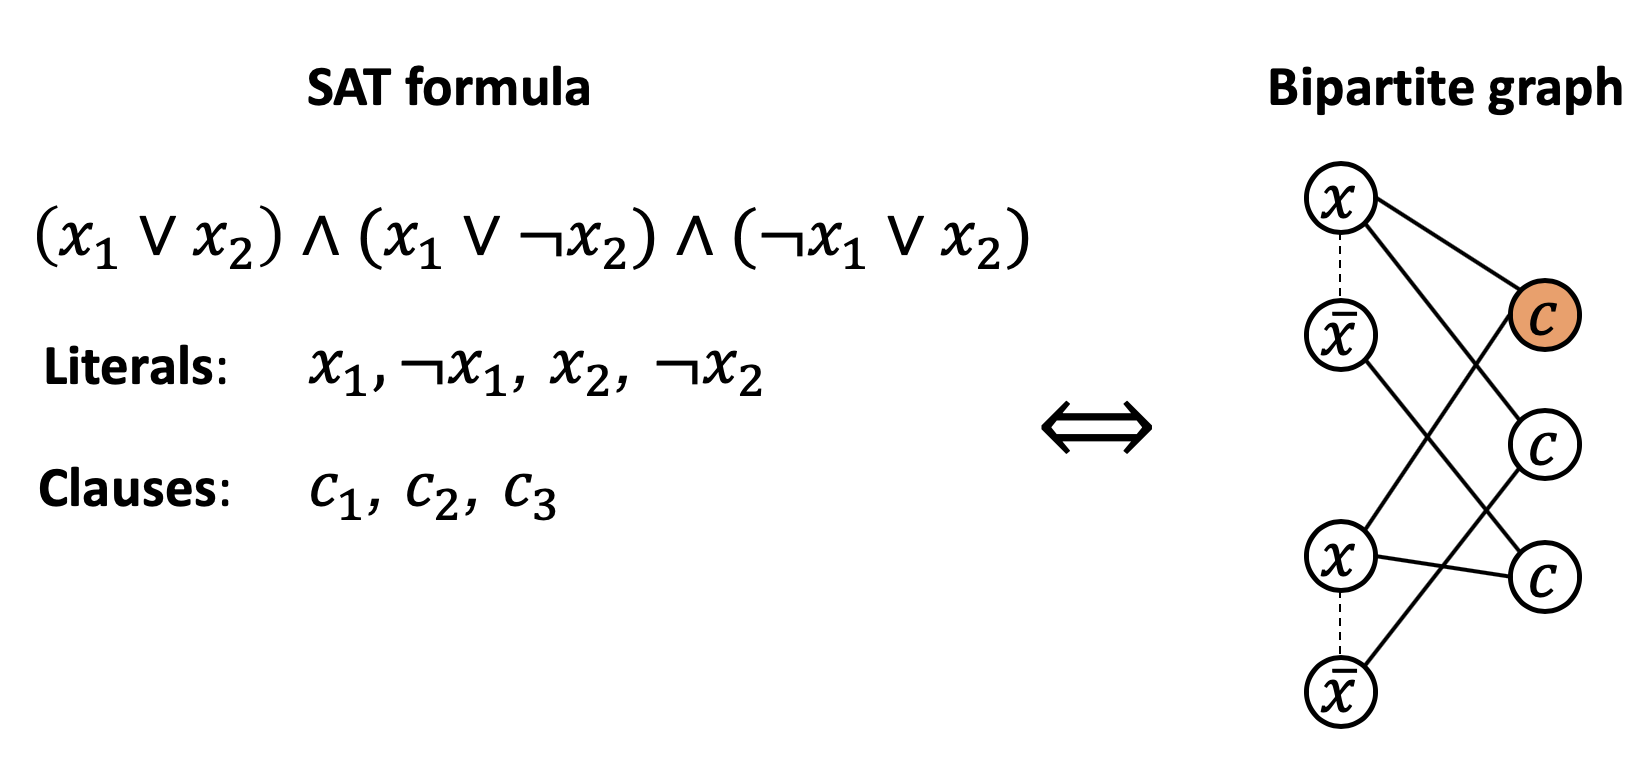 SAT formula
Bipartite graph
(x₁ ∨ x₂) ∧ (x₁ ∨ ¬x₂) ∧ (¬x₁ ∨ x₂)
Literals: x₁, ¬x₁, x₂, ¬x₂
Clauses: c₁, c₂, c₃
⟺
x
x̄
x
x̄
c
c
c